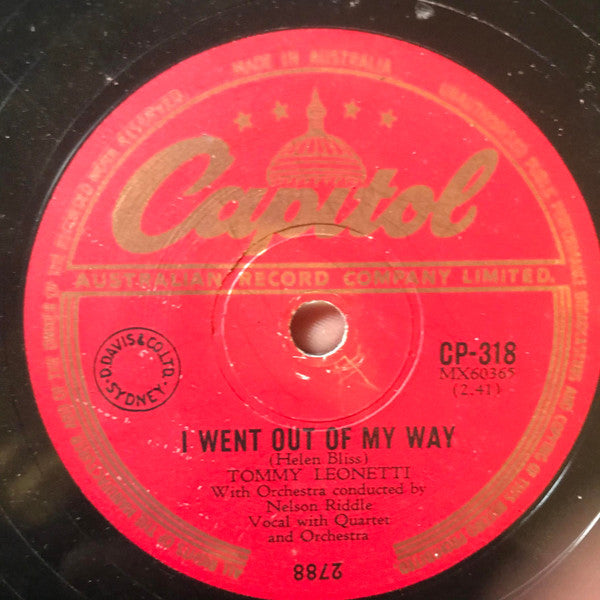 MADE IN AUSTRALIA
Capitol
AUSTRALIAN RECORD COMPANY LIMITED.
D. DAVIS & CO. LTD.
SYDNEY.
CP-318
MX60365
(2.41)
I WENT OUT OF MY WAY
(Helen Bliss)
TOMMY LEONETTI
With Orchestra conducted by
Nelson Riddle
Vocal with Quartet
and Orchestra
2788